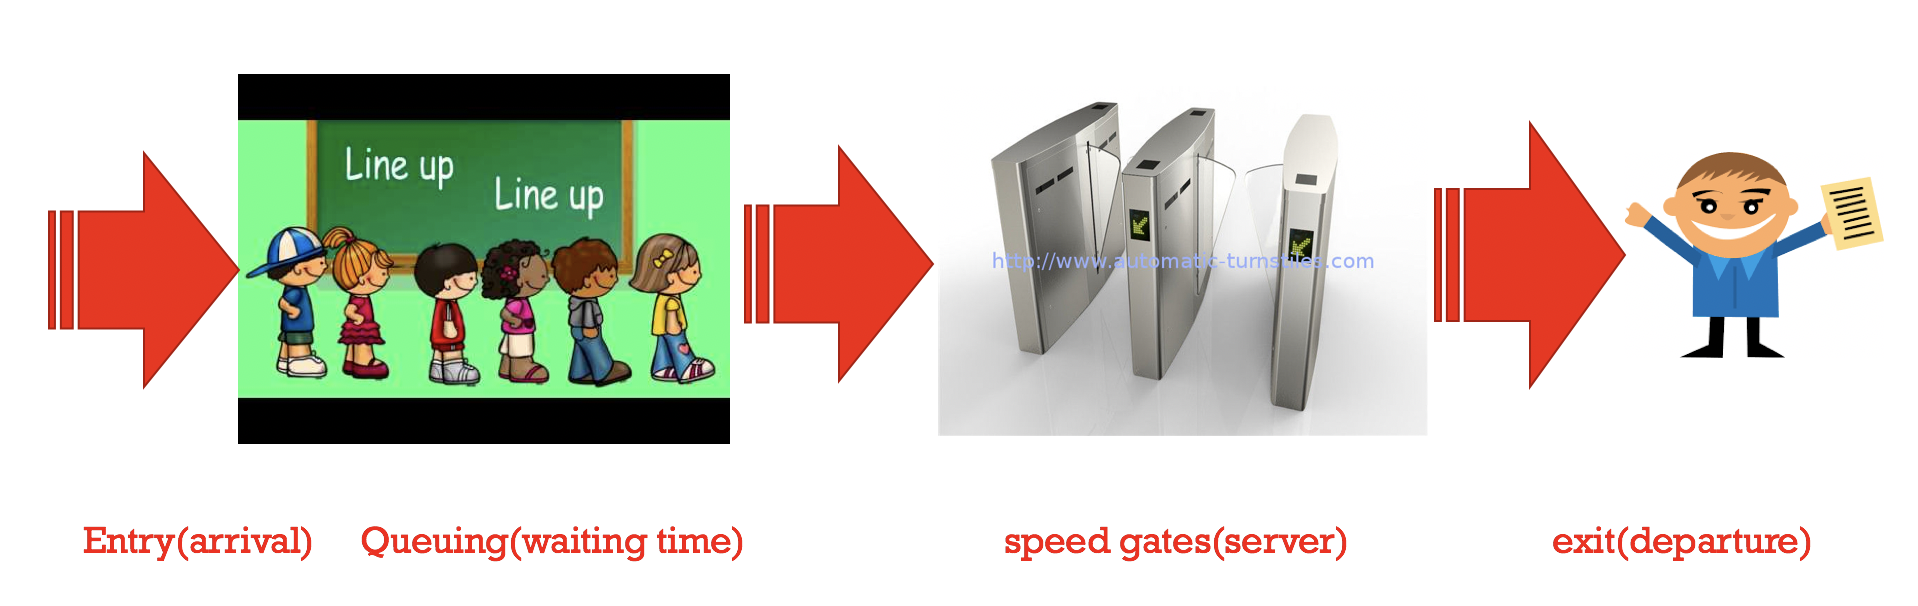 Line up
Line up
http://www.automatic-turnstiles.com
Entry(arrival) Queuing(waiting time) speed gates(server) exit(departure)